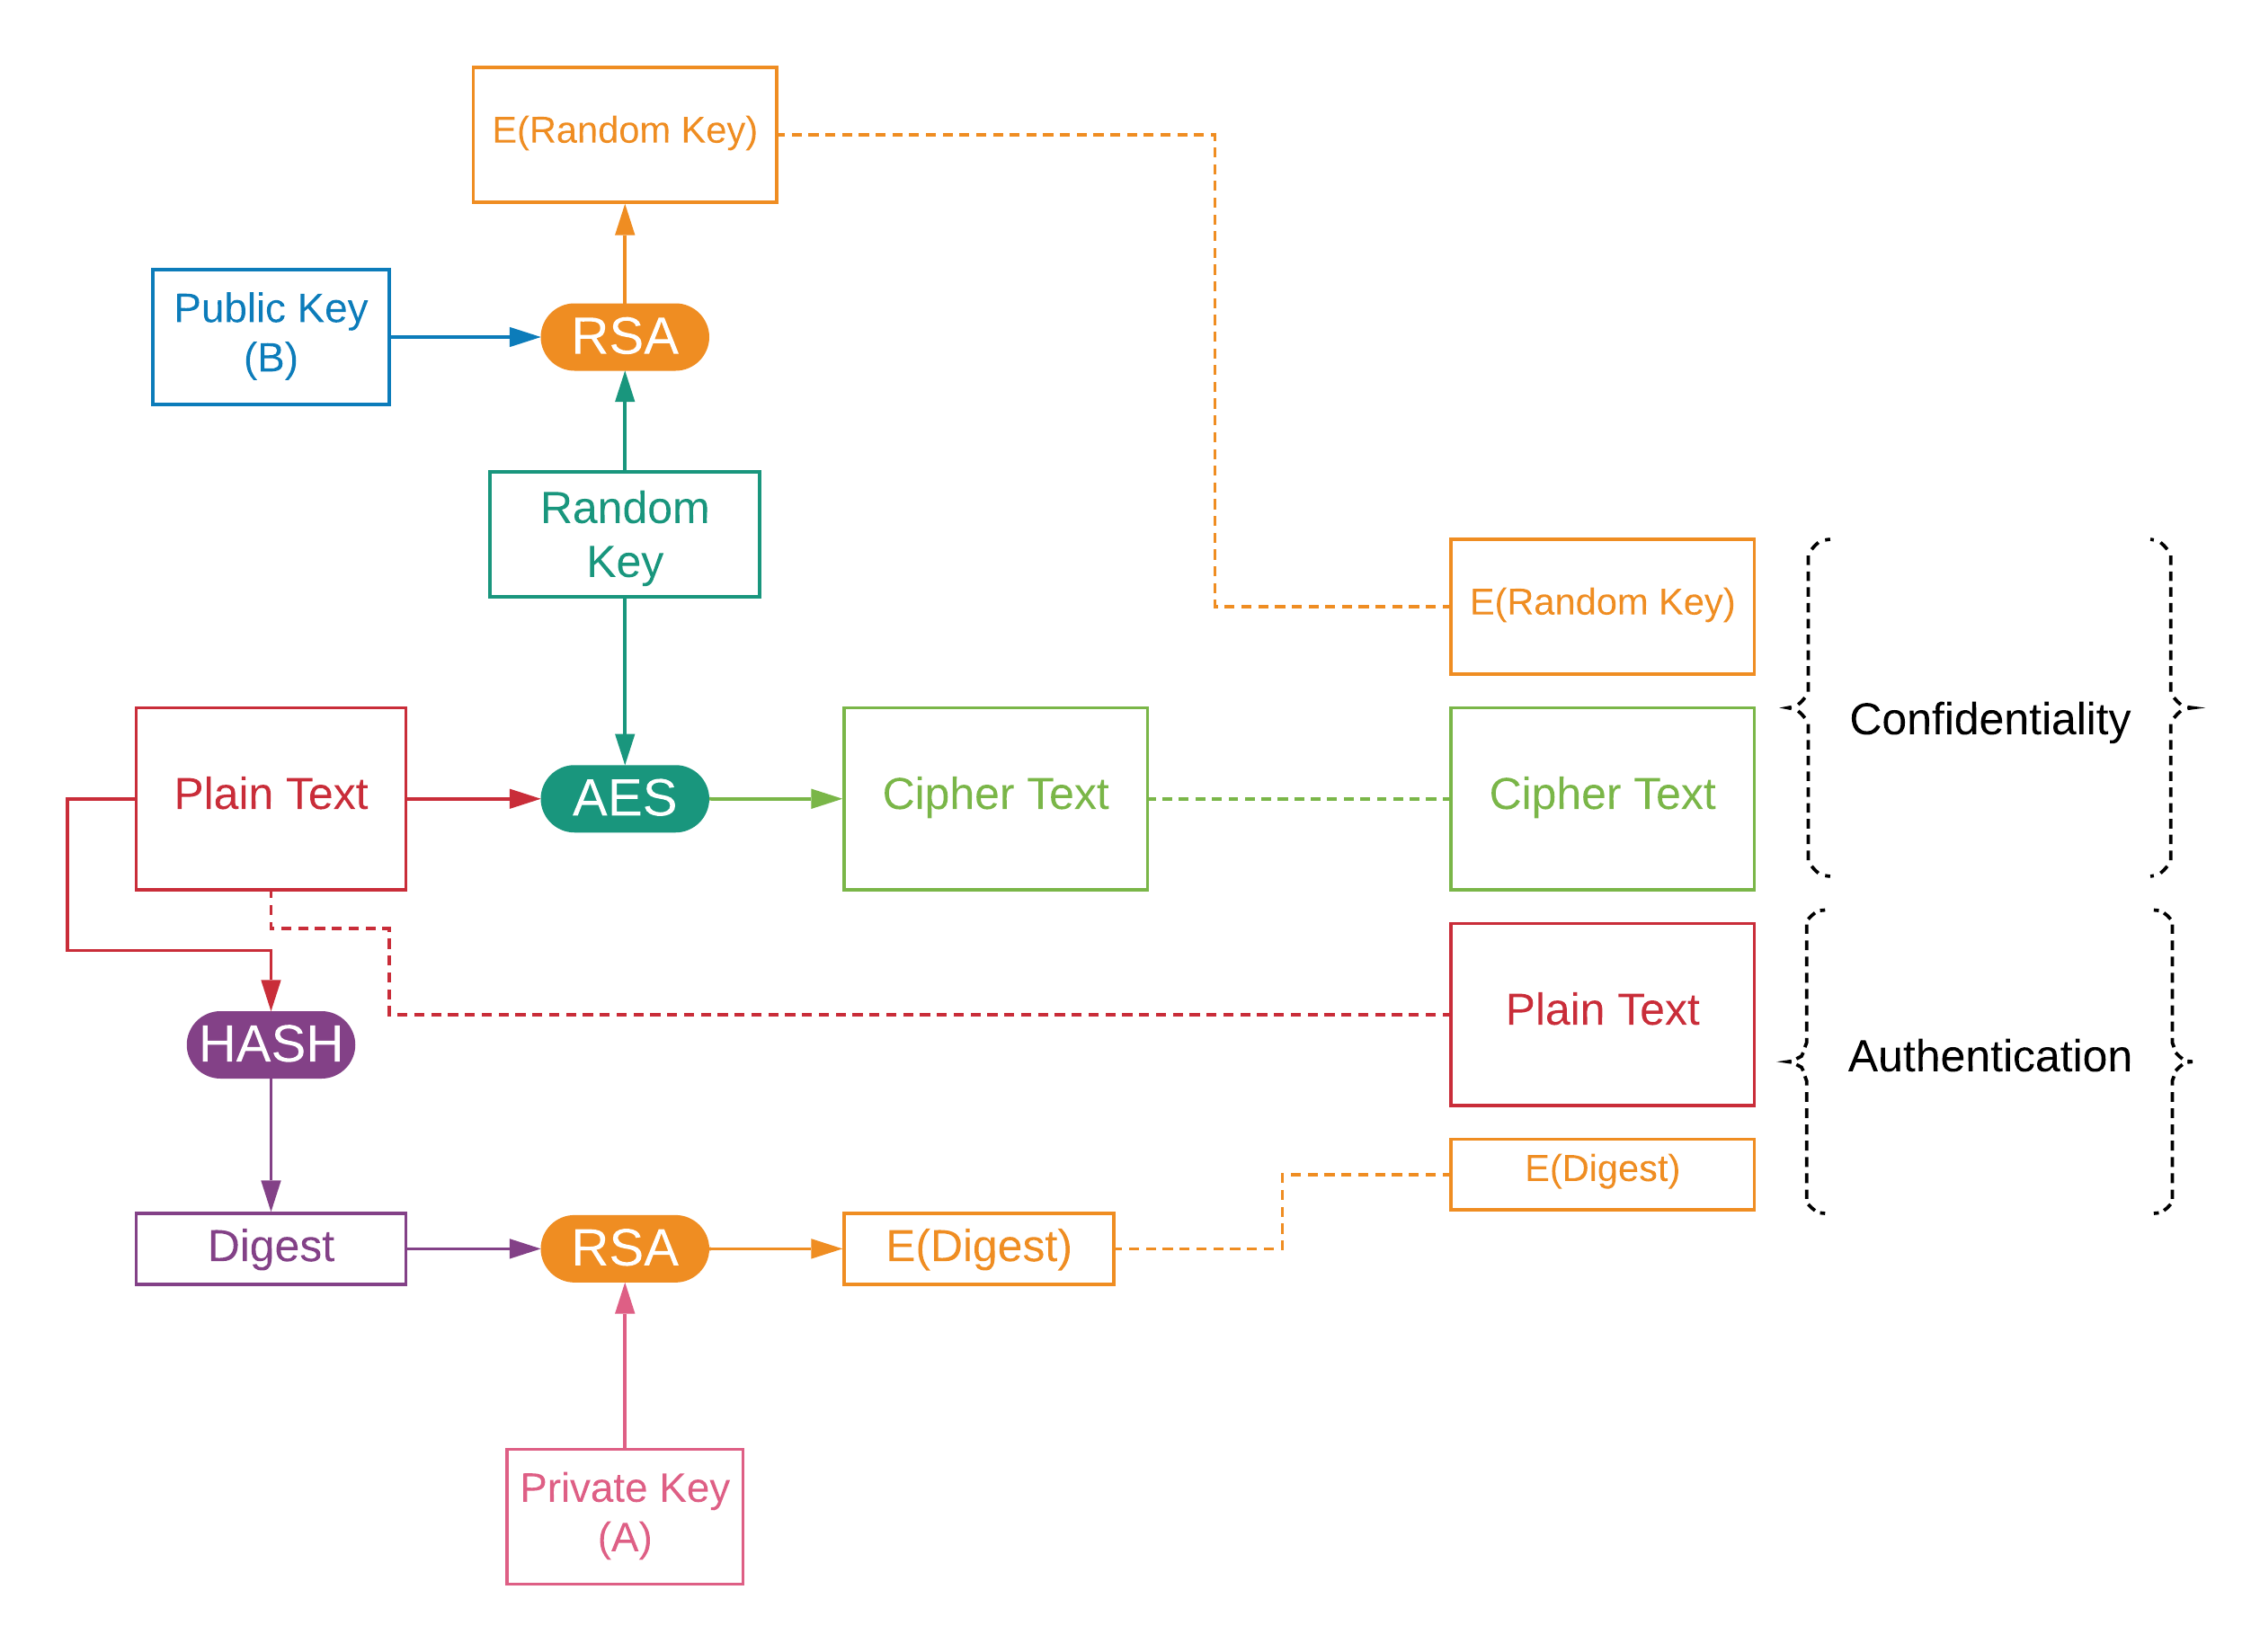 E(Random Key)
Public Key
(B)
RSA
Random
Key
E(Random Key)
Confidentiality
Plain Text
AES
Cipher Text
Cipher Text
Plain Text
HASH
Authentication
E(Digest)
Digest
RSA
E(Digest)
Private Key
(A)